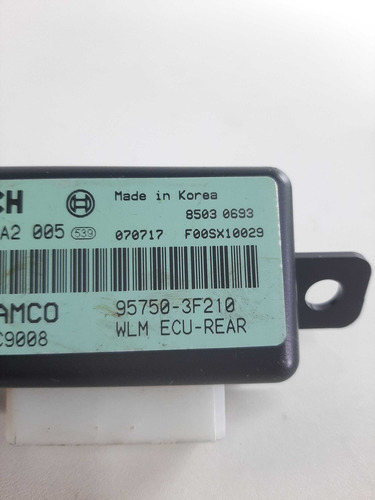 CH
Made in Korea
8503 0693
A2 005 539 070717 F00SX10029
AMCO 95750-3F210
C9008 WLM ECU-REAR